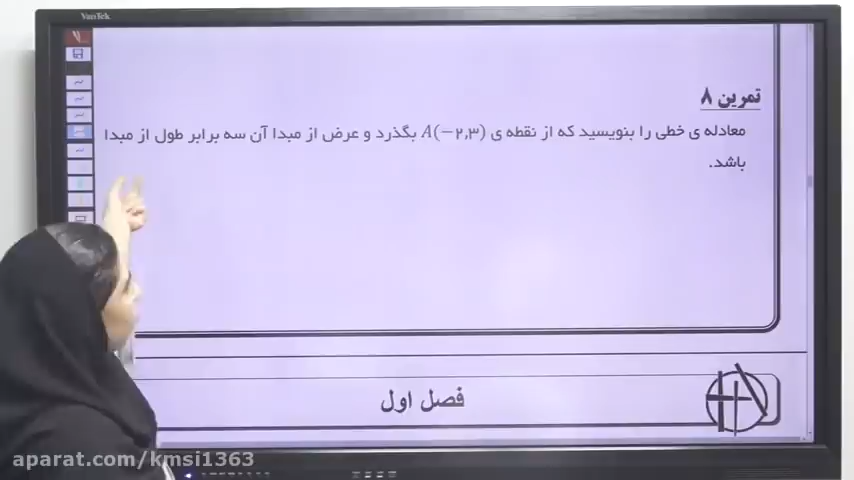 VanTek
تمرین ۸
معادله ی خطی را بنویسید که از نقطه ی A(−۲,۳) بگذرد و عرض از مبدا آن سه برابر طول از مبدا
باشد.
فصل اول
aparat.com/kmsi1363